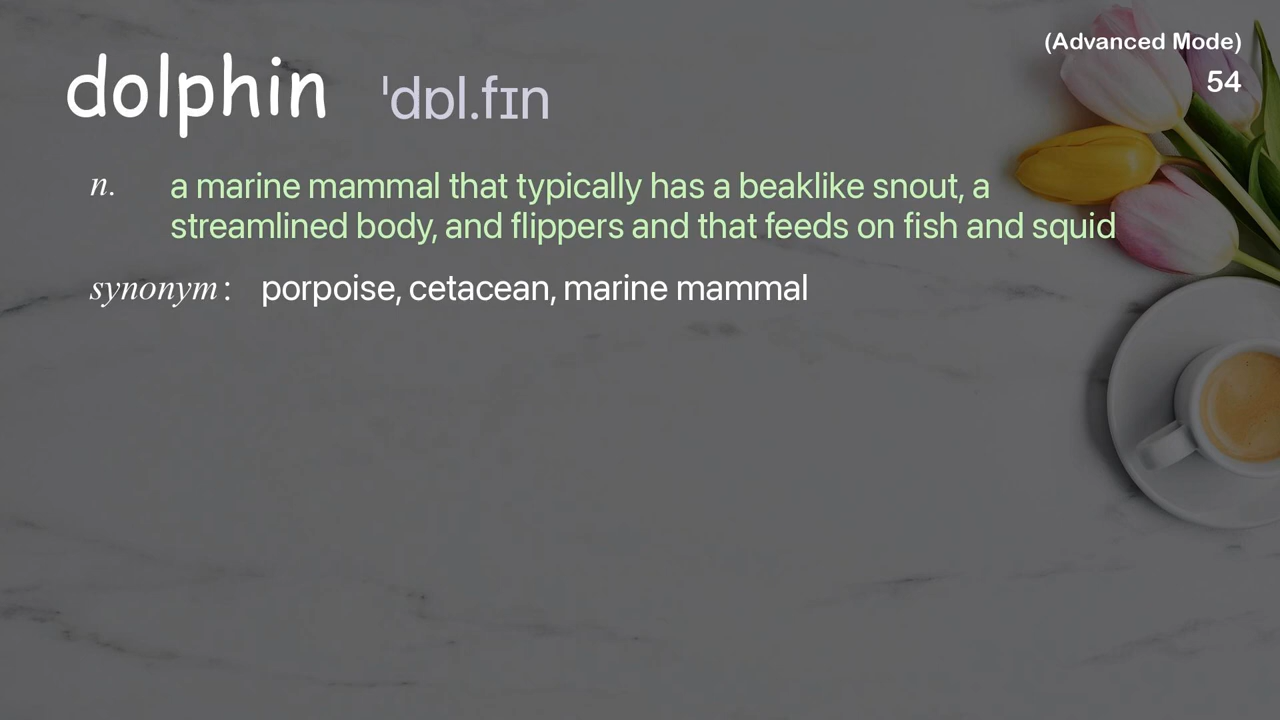 (Advanced Mode)
54
dolphin ˈdɒl.fɪn
n. a marine mammal that typically has a beaklike snout, a
streamlined body, and flippers and that feeds on fish and squid
synonym : porpoise, cetacean, marine mammal